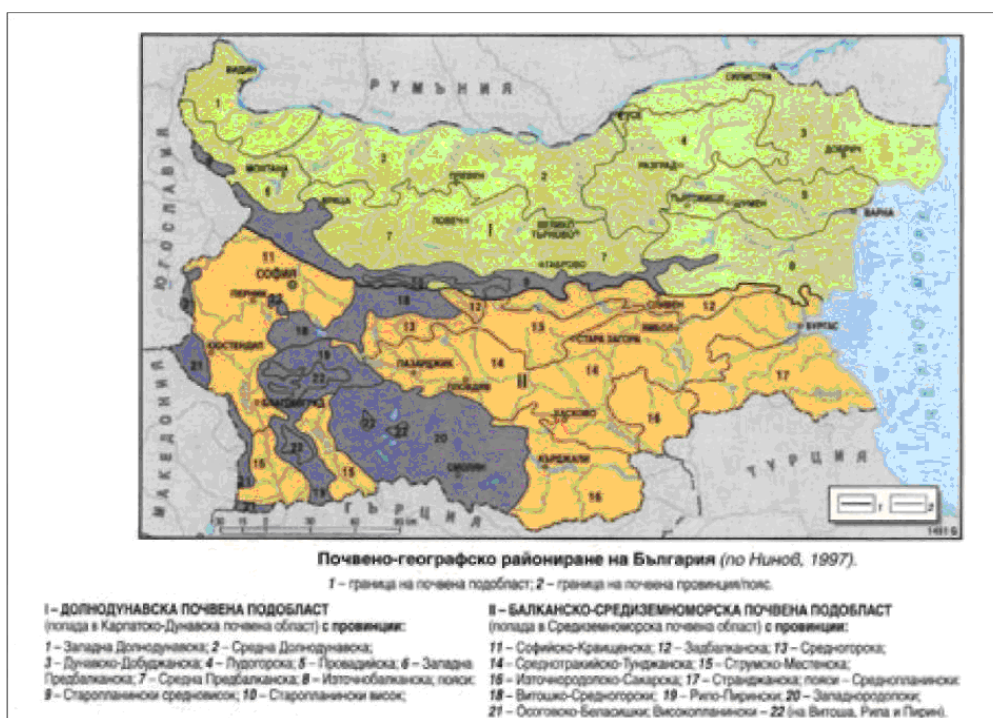 РУМЪНИЯ
ЮГОСЛАВИЯ
МАКЕДОНИЯ
ГЪРЦИЯ
ТУРЦИЯ
ВИДИН
СИЛИСТРА
РУСЕ
МОНТАНА
ПЛЕВЕН
РАЗГРАД
ДОБРИЧ
ВРАЦА
ЛОВЕЧ
ВЕЛИКО
ТЪРНОВО
ТЪРГОВИЩЕ
ШУМЕН
ВАРНА
ГАБРОВО
СОФИЯ
ПЕРНИК
СЛИВЕН
ЯМБОЛ
БУРГАС
КЮСТЕНДИЛ
ПАЗАРДЖИК
СТАРА ЗАГОРА
ПЛОВДИВ
БЛАГОЕВГРАД
ХАСКОВО
СМОЛЯН
КЪРДЖАЛИ
I
II
1 2
Почвено-географско райониране на България (по Нинов, 1997).
1 – граница на почвена подобласт; 2 – граница на почвена провинция/пояс.
I – ДОЛНОДУНАВСКА ПОЧВЕНА ПОДОБЛАСТ
(попада в Карпатско-Дунавска почвена област) с провинции:
1 – Западна Долнодунавска; 2 – Средна Долнодунавска;
3 – Дунавско-Добруджанска; 4 – Лудогорска; 5 – Провадийска; 6 – Западна
Предбалканска; 7 – Средна Предбалканска; 8 – Източнобалканска; пояси:
9 – Старопланински средновисок; 10 – Старопланински висок;
II – БАЛКАНСКО-СРЕДИЗЕМНОМОРСКА ПОЧВЕНА ПОДОБЛАСТ
(попада в Средиземноморска почвена област) с провинции:
11 – Софийско-Краищенска; 12 – Задбалканска; 13 – Средногорска;
14 – Среднотракийско-Тунджанска; 15 – Струмско-Местенска;
16 – Източнородопско-Сакарска; 17 – Странджанска; пояси – Среднопланински:
18 – Витошко-Средногорски; 19 – Рило-Пирински; 20 – Западнородопски;
21 – Осоговско-Беласишки; Високопланински – 22 (на Витоша, Рила и Пирин).